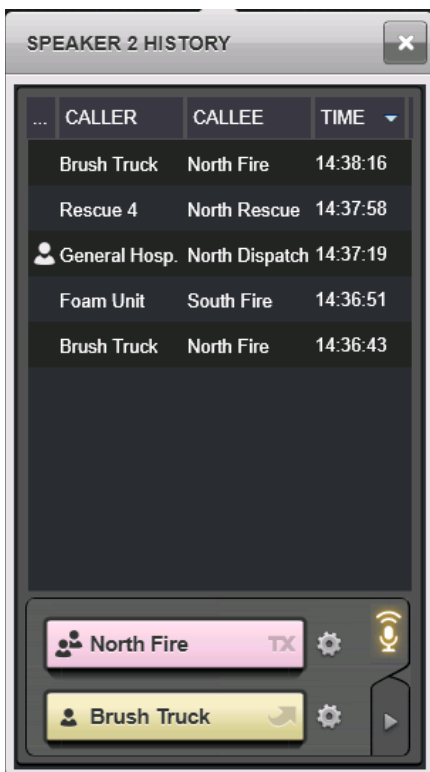 SPEAKER 2 HISTORY
... CALLER CALLEE TIME
Brush Truck North Fire 14:38:16
Rescue 4 North Rescue 14:37:58
General Hosp. North Dispatch 14:37:19
Foam Unit South Fire 14:36:51
Brush Truck North Fire 14:36:43
North Fire TX
Brush Truck